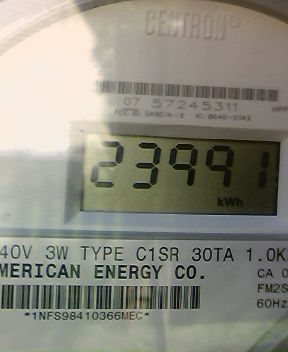 CENTRON®
07 57245311
23991
kWh
40V 3W TYPE C1SR 30TA 1.0K
MERICAN ENERGY CO.
CA 0
FM2S
60Hz
*1NFS98410366MEC*